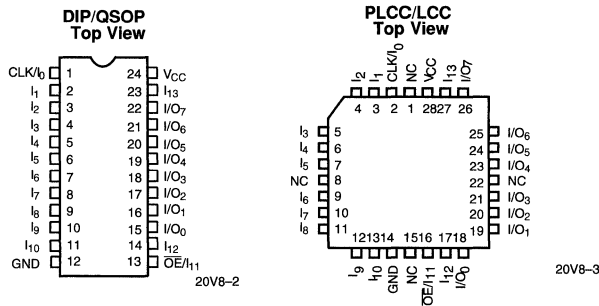 DIP/QSOP
Top View
CLK/I0 1 24 VCC
I1 2 23 I13
I2 3 22 I/O7
I3 4 21 I/O6
I4 5 20 I/O5
I5 6 19 I/O4
I6 7 18 I/O3
I7 8 17 I/O2
I8 9 16 I/O1
I9 10 15 I/O0
I10 11 14 I12
GND 12 13 OE/I11
20V8–2
PLCC/LCC
Top View
I2 I1 CLK/I0 NC VCC I13 I/O7
4 3 2 1 28 27 26
I3 5 25 I/O6
I4 6 24 I/O5
I5 7 23 I/O4
NC 8 22 NC
I6 9 21 I/O3
I7 10 20 I/O2
I8 11 19 I/O1
12 13 14 15 16 17 18
I9 I10 GND NC OE/I11 I12 I/O0
20V8–3